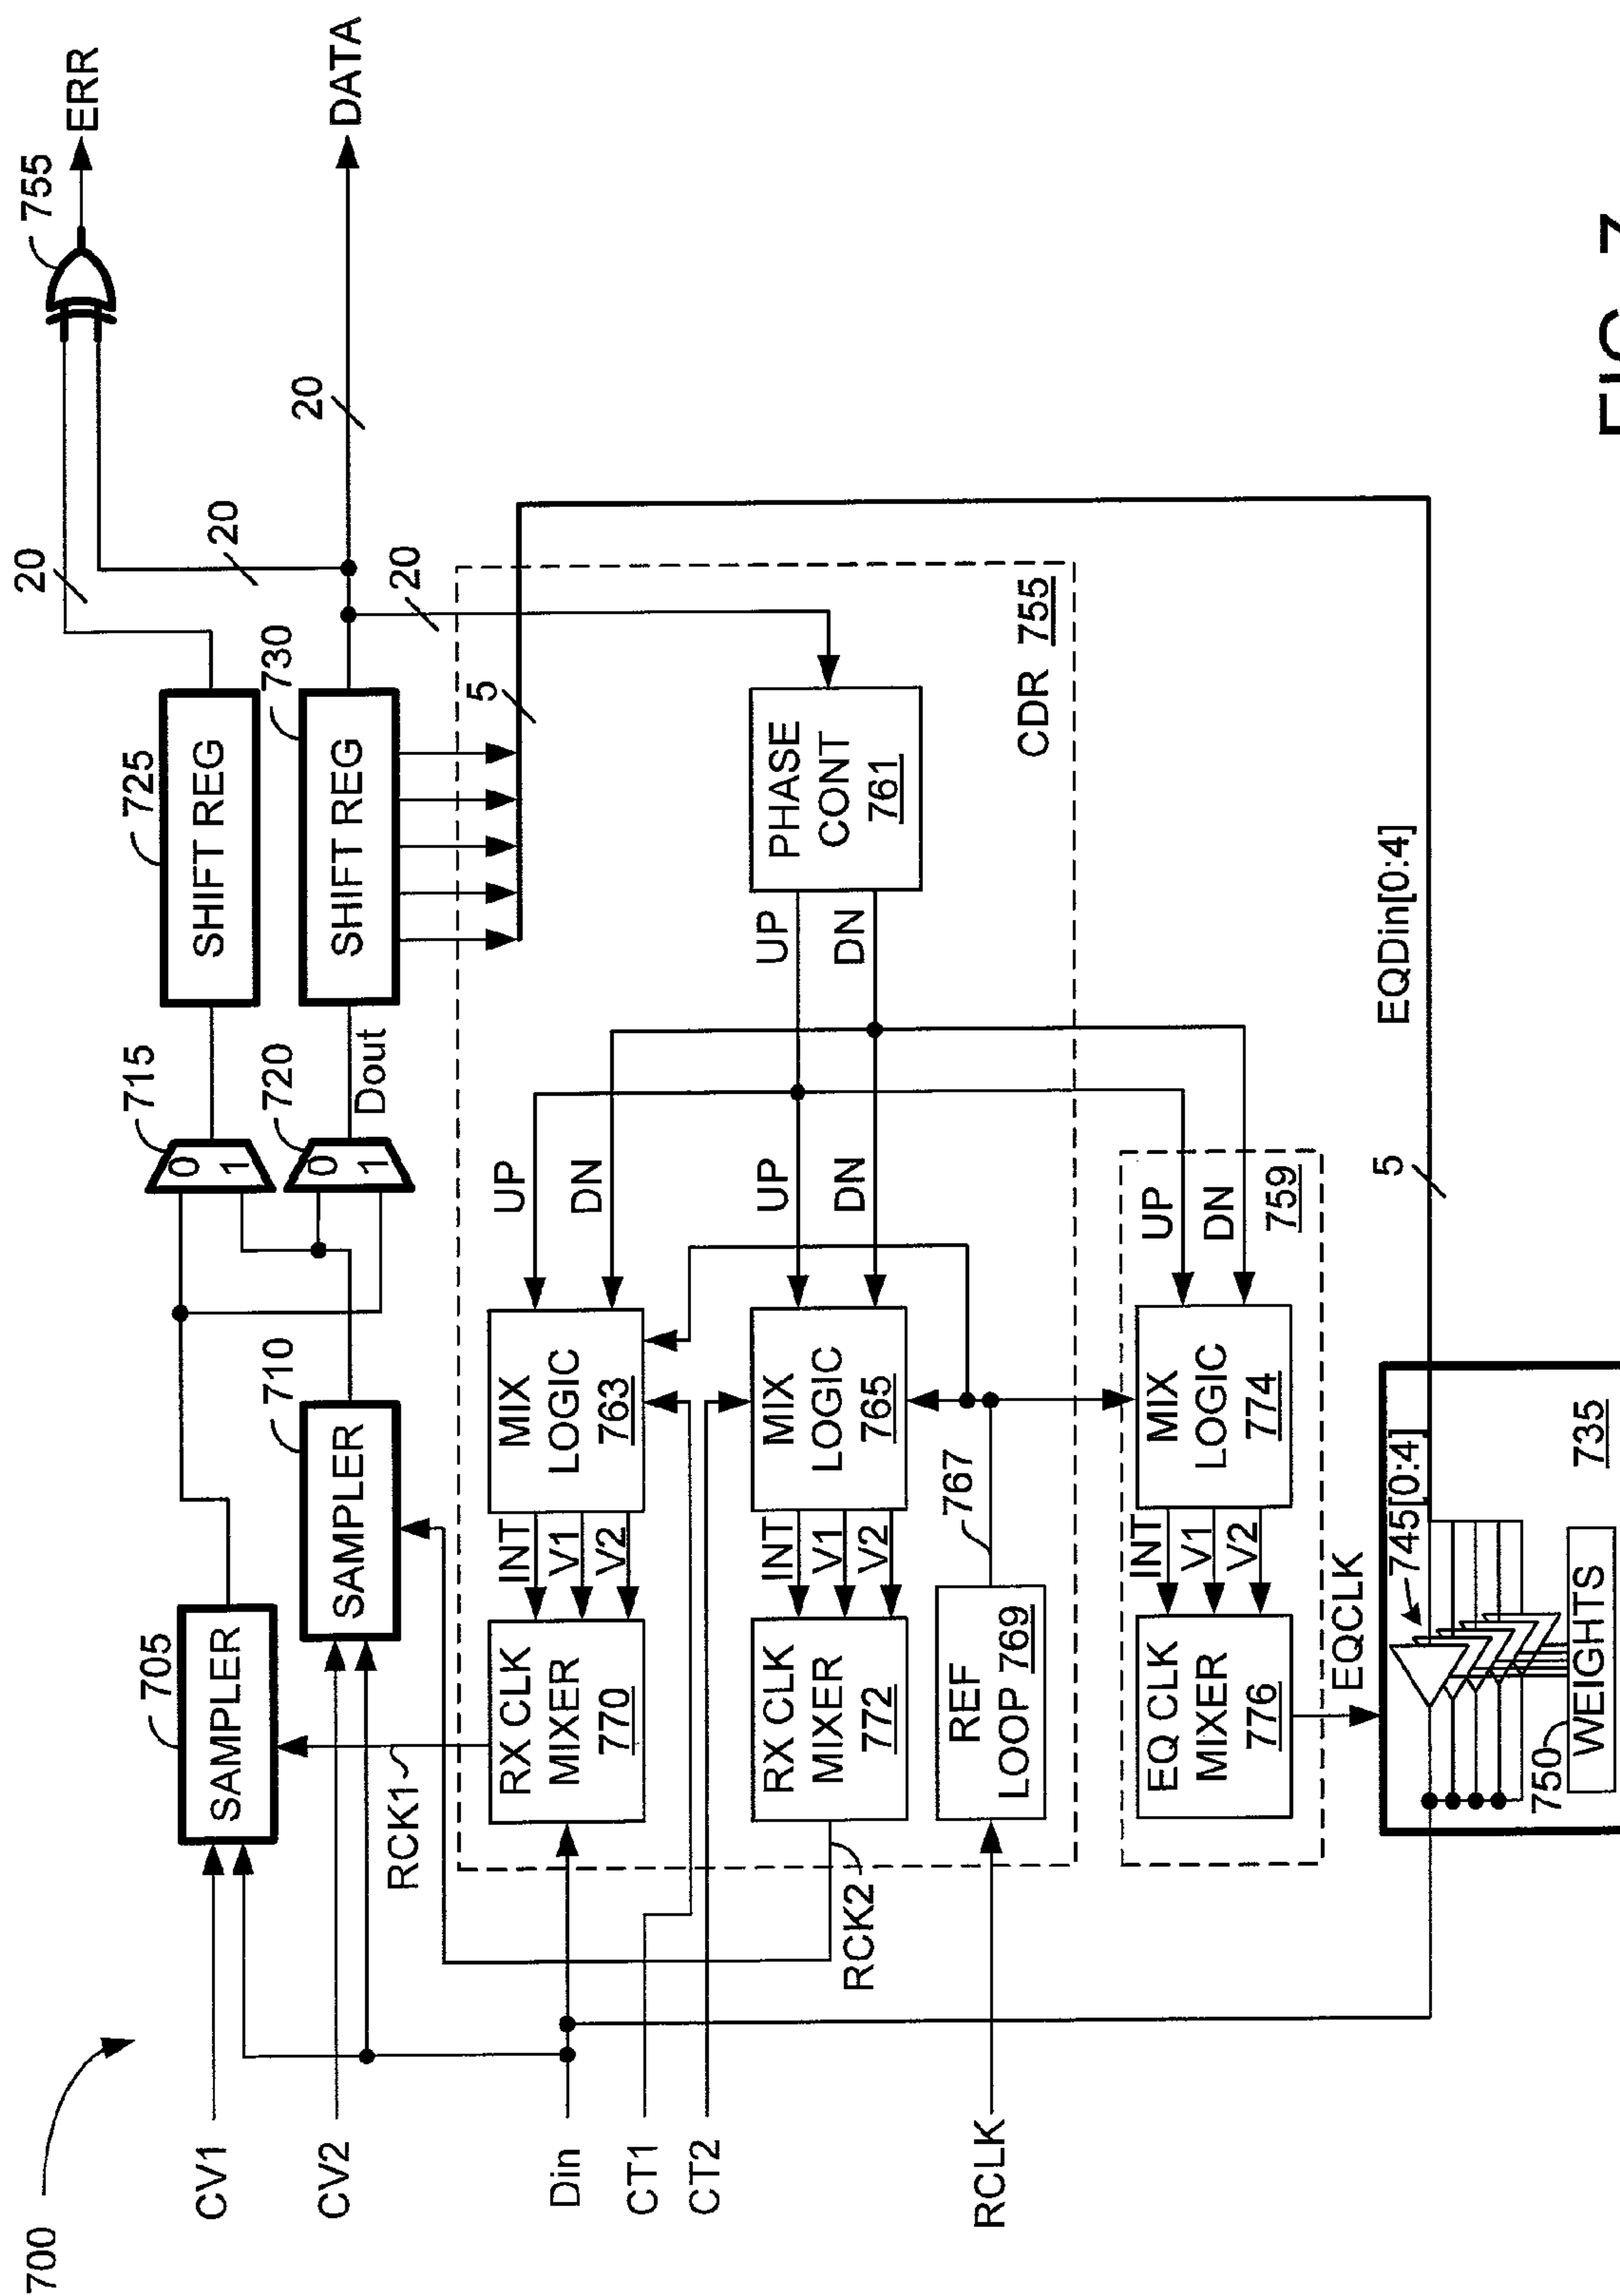 700
CV1
CV2
Din
CT1
CT2
RCLK
705
SAMPLER
710
SAMPLER
715
0
1
720
0
1
Dout
725
SHIFT REG
730
SHIFT REG
20
20
20
20
755
ERR
DATA
RCK1
RCK2
RX CLK
MIXER
770
INT
V1
V2
MIX
LOGIC
763
UP
DN
RX CLK
MIXER
772
INT
V1
V2
MIX
LOGIC
765
UP
DN
UP
DN
PHASE
CONT
761
5
CDR 755
REF
LOOP 769
767
EQ CLK
MIXER
776
INT
V1
V2
MIX
LOGIC
774
UP
DN
759
EQCLK
745[0:4]
735
750
WEIGHTS
5
EQDin[0:4]